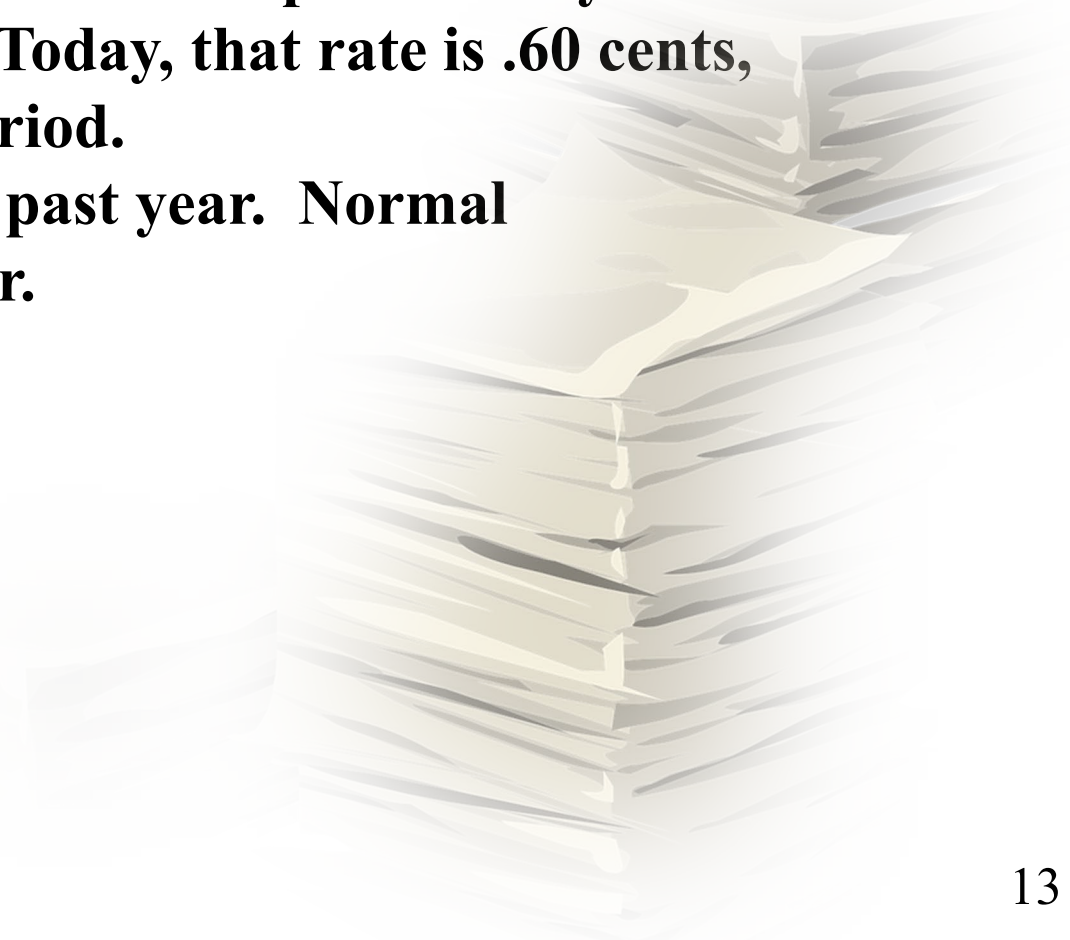 Today, that rate is .60 cents,
riod.
past year.  Normal
r.
13